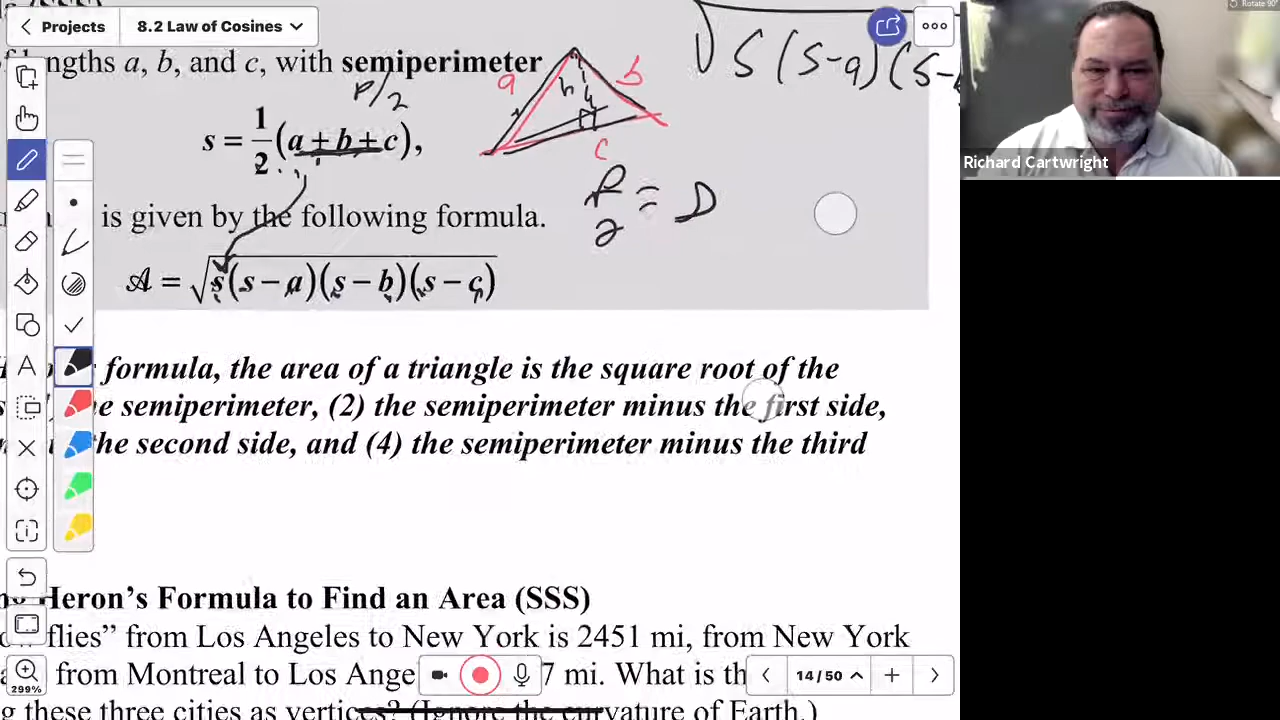 Projects
8.2 Law of Cosines
Rotate 90°
√S(S-a)(S-
lengths a, b, and c, with semiperimeter
P/2
a
h
b
c
s = 1/2 (a + b + c),
P/2 = s
is given by the following formula.
𝒜 = √s(s − a)(s − b)(s − c)
Richard Cartwright
formula, the area of a triangle is the square root of the
semiperimeter, (2) the semiperimeter minus the first side,
the second side, and (4) the semiperimeter minus the third
Heron’s Formula to Find an Area (SSS)
flies” from Los Angeles to New York is 2451 mi, from New York
from Montreal to Los Ange 7 mi. What is th
14/50
299%
these three cities as vertices? (Ignore the curvature of Earth.)